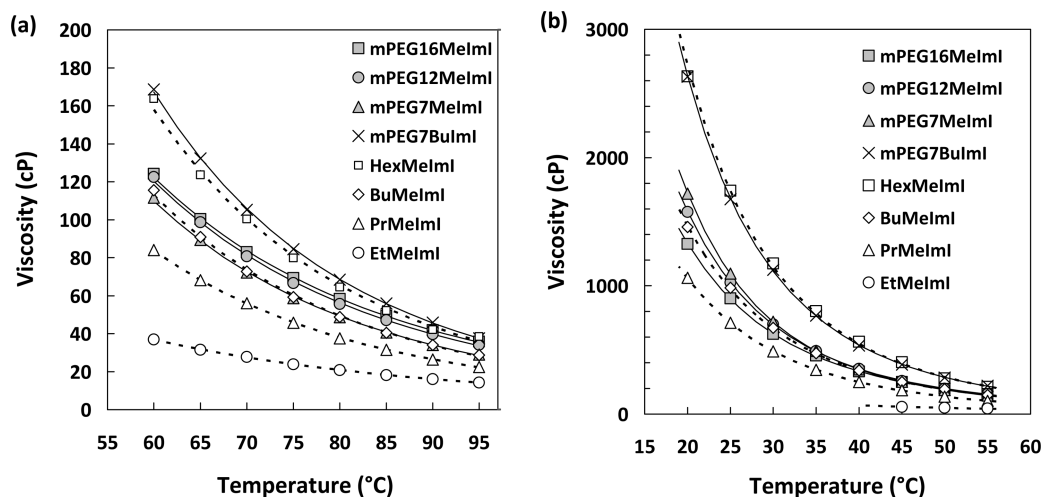 (a)
200
180
160
140
120
100
80
60
40
20
0
Viscosity (cP)
mPEG16MeImI
mPEG12MeImI
mPEG7MeImI
mPEG7BuImI
HexMeImI
BuMeImI
PrMeImI
EtMeImI
55 60 65 70 75 80 85 90 95
Temperature (°C)
(b)
3000
2000
1000
0
Viscosity (cP)
mPEG16MeImI
mPEG12MeImI
mPEG7MeImI
mPEG7BuImI
HexMeImI
BuMeImI
PrMeImI
EtMeImI
15 20 25 30 35 40 45 50 55 60
Temperature (°C)